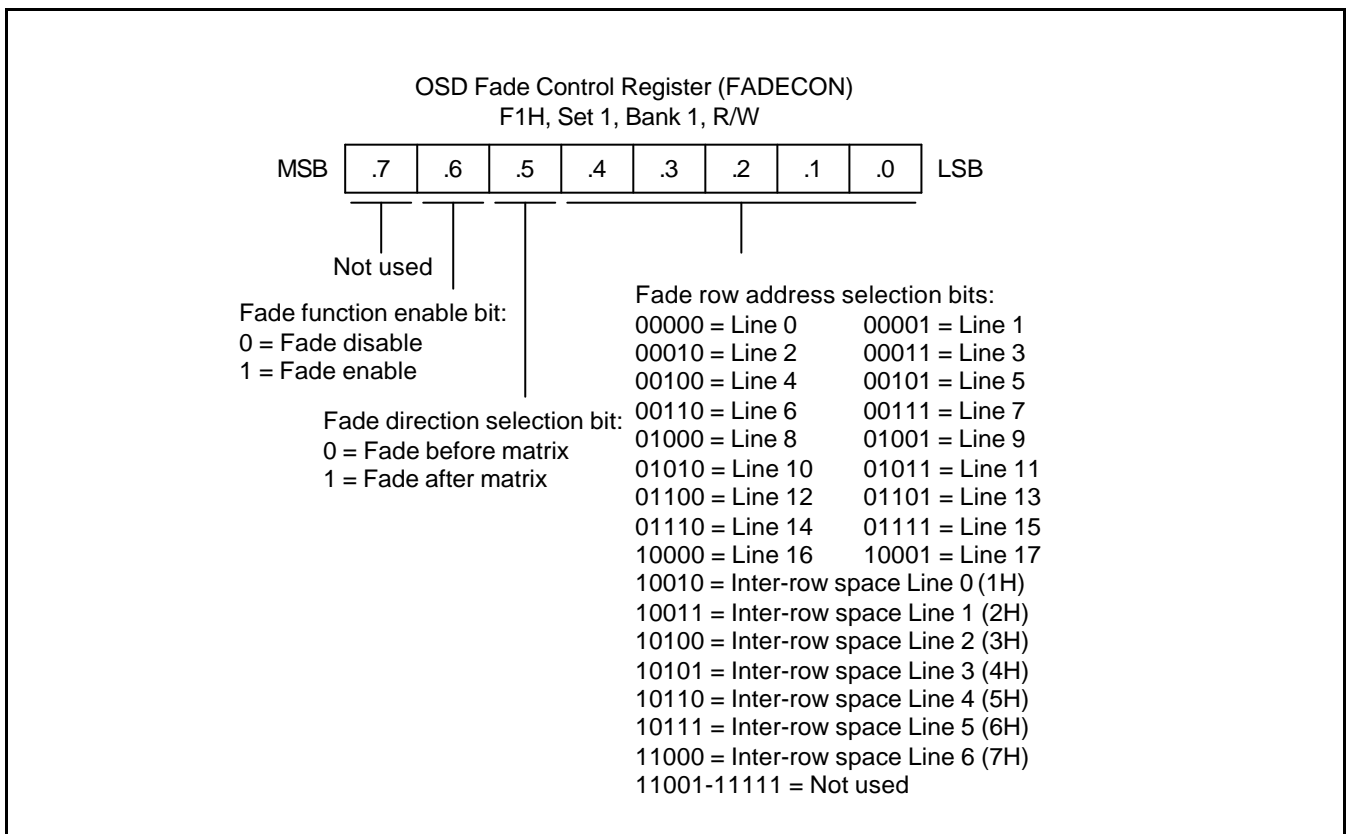 OSD Fade Control Register (FADECON)
F1H, Set 1, Bank 1, R/W
MSB .7 .6 .5 .4 .3 .2 .1 .0 LSB
Not used
Fade function enable bit:
0 = Fade disable
1 = Fade enable
Fade direction selection bit:
0 = Fade before matrix
1 = Fade after matrix
Fade row address selection bits:
00000 = Line 0 00001 = Line 1
00010 = Line 2 00011 = Line 3
00100 = Line 4 00101 = Line 5
00110 = Line 6 00111 = Line 7
01000 = Line 8 01001 = Line 9
01010 = Line 10 01011 = Line 11
01100 = Line 12 01101 = Line 13
01110 = Line 14 01111 = Line 15
10000 = Line 16 10001 = Line 17
10010 = Inter-row space Line 0 (1H)
10011 = Inter-row space Line 1 (2H)
10100 = Inter-row space Line 2 (3H)
10101 = Inter-row space Line 3 (4H)
10110 = Inter-row space Line 4 (5H)
10111 = Inter-row space Line 5 (6H)
11000 = Inter-row space Line 6 (7H)
11001-11111 = Not used